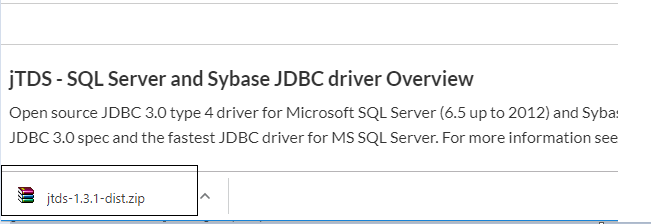 jTDS - SQL Server and Sybase JDBC driver Overview
Open source JDBC 3.0 type 4 driver for Microsoft SQL Server (6.5 up to 2012) and
JDBC 3.0 spec and the fastest JDBC driver for MS SQL Server. For more information see
jtds-1.3.1-dist.zip